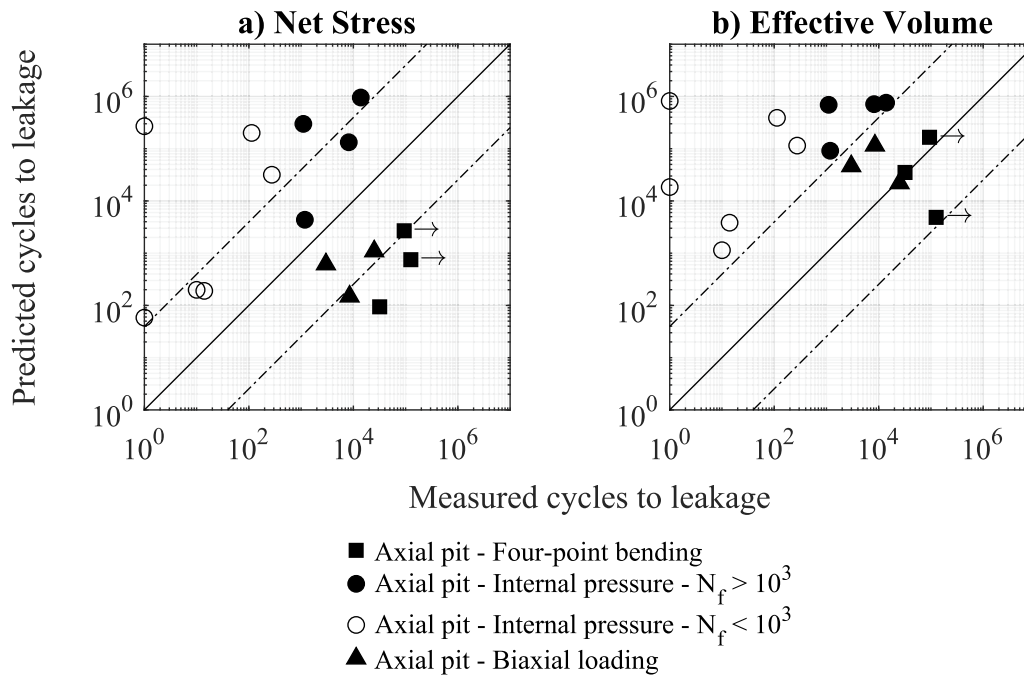 a) Net Stress
b) Effective Volume
Predicted cycles to leakage
10^6
10^4
10^2
10^0
10^0 10^2 10^4 10^6
10^6
10^4
10^2
10^0
10^0 10^2 10^4 10^6
Measured cycles to leakage
Axial pit - Four-point bending
Axial pit - Internal pressure - N_f > 10^3
Axial pit - Internal pressure - N_f < 10^3
Axial pit - Biaxial loading